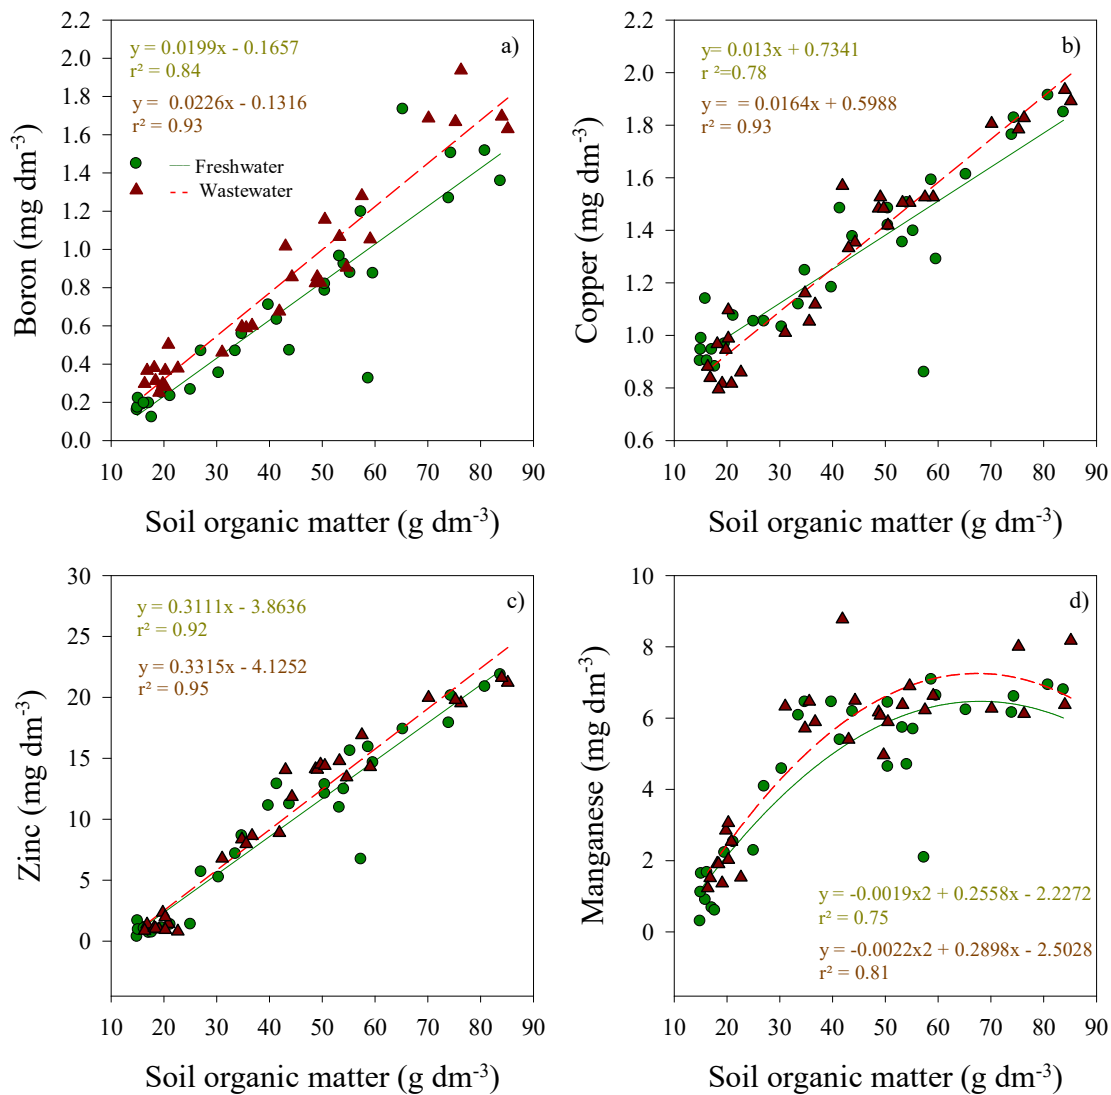 a)
y = 0.0199x - 0.1657
r² = 0.84
y =  0.0226x - 0.1316
r² = 0.93
Freshwater
Wastewater
2.2
2.0
1.8
1.6
1.4
1.2
1.0
0.8
0.6
0.4
0.2
0.0
Boron (mg dm⁻³)
10 20 30 40 50 60 70 80 90
Soil organic matter (g dm⁻³)
b)
y= 0.013x + 0.7341
r ²=0.78
y =  = 0.0164x + 0.5988
r² = 0.93
2.2
2.0
1.8
1.6
1.4
1.2
1.0
0.8
0.6
Copper (mg dm⁻³)
10 20 30 40 50 60 70 80 90
Soil organic matter (g dm⁻³)
c)
y = 0.3111x - 3.8636
r² = 0.92
y = 0.3315x - 4.1252
r² = 0.95
30
25
20
15
10
5
0
Zinc (mg dm⁻³)
10 20 30 40 50 60 70 80 90
Soil organic matter (g dm⁻³)
d)
10
8
6
4
2
0
Manganese (mg dm⁻³)
y = -0.0019x2 + 0.2558x - 2.2272
r² = 0.75
y = -0.0022x2 + 0.2898x - 2.5028
r² = 0.81
10 20 30 40 50 60 70 80 90
Soil organic matter (g dm⁻³)